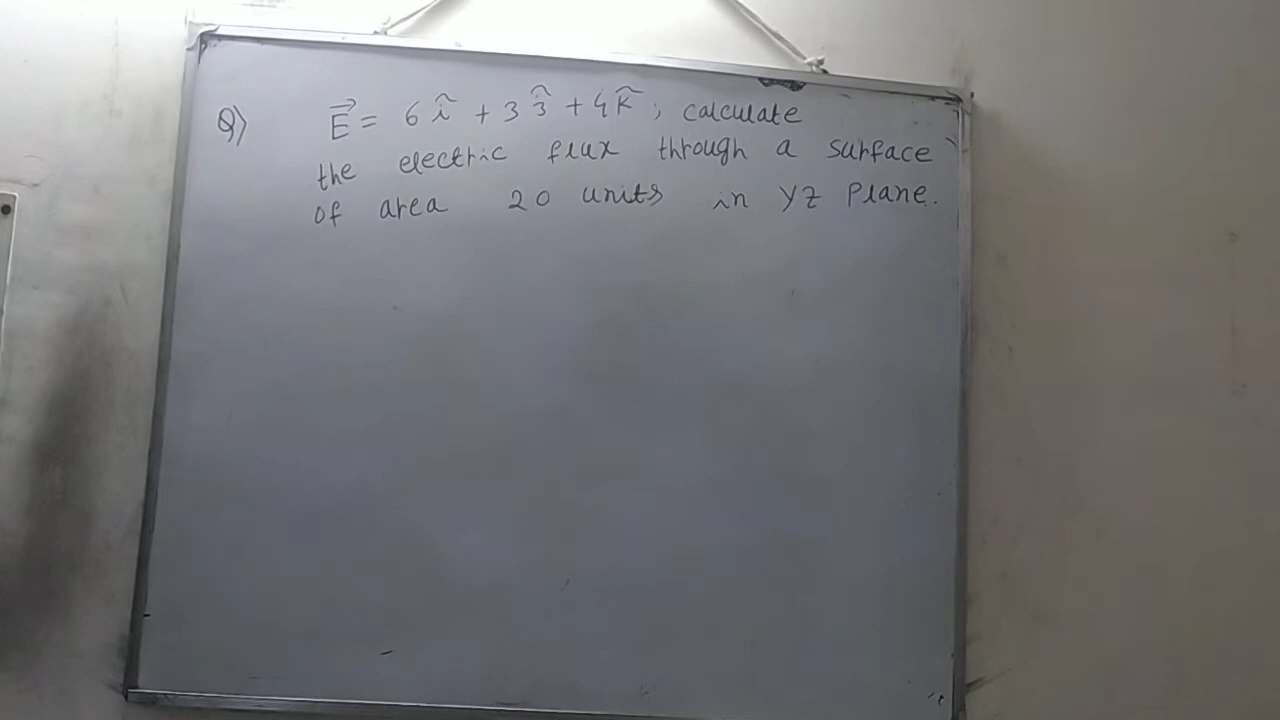 Q) E⃗ = 6î + 3ĵ + 4k̂ ; calculate
the electric flux through a surface
of area 20 units in YZ Plane.